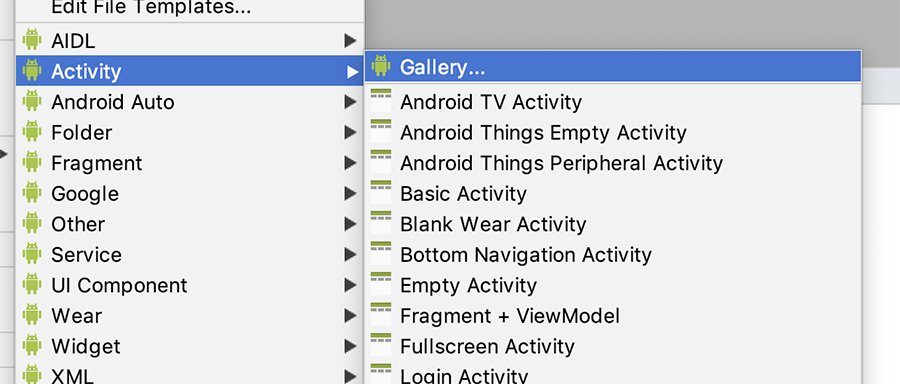 Edit File Templates...
AIDL
Activity
Android Auto
Folder
Fragment
Google
Other
Service
UI Component
Wear
Widget
XML
Gallery...
Android TV Activity
Android Things Empty Activity
Android Things Peripheral Activity
Basic Activity
Blank Wear Activity
Bottom Navigation Activity
Empty Activity
Fragment + ViewModel
Fullscreen Activity
Login Activity